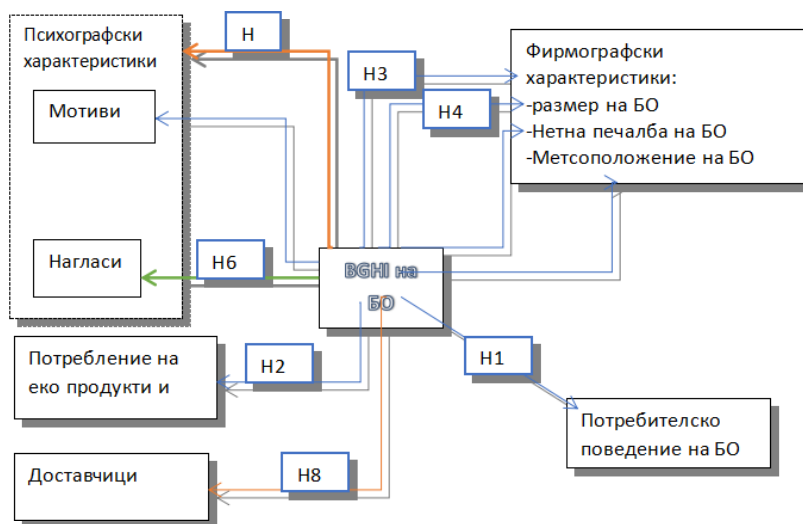 Психографски
характеристики
Мотиви
Нагласи
H
H3
H4
Фирмографски
характеристики:
-размер на БО
-Нетна печалба на БО
-Метсоположение на БО
H6
BGHI на
БО
Потребление на
еко продукти и
H2
H1
Потребителско
поведение на БО
Доставчици
H8